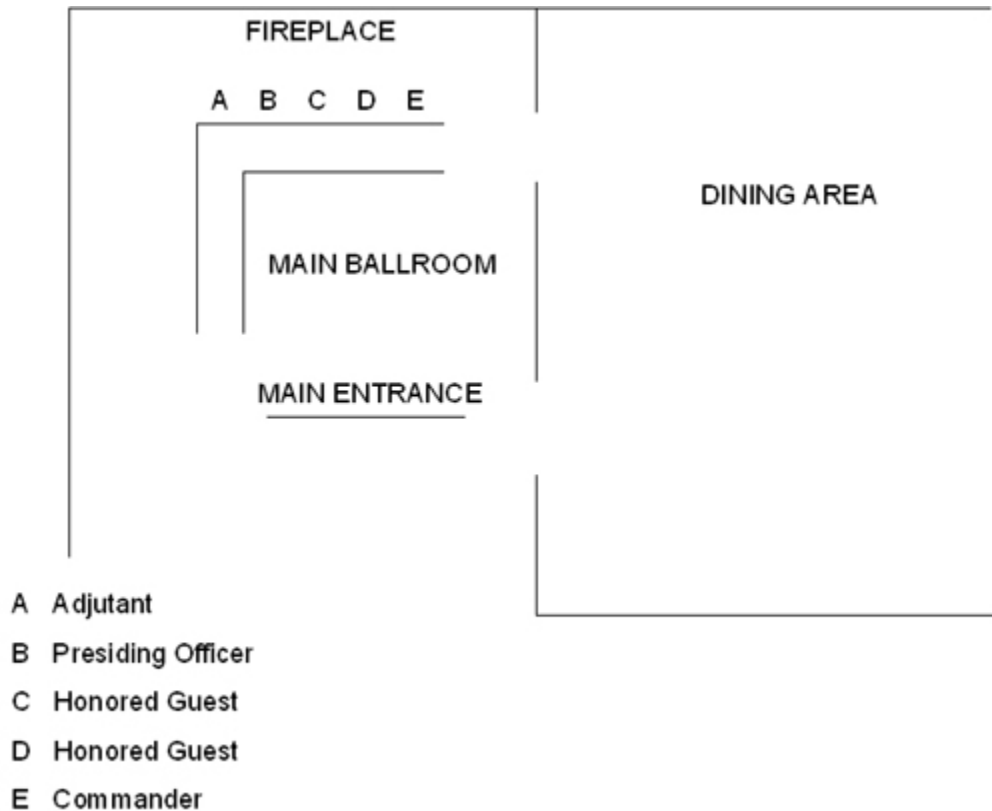 FIREPLACE
A B C D E
DINING AREA
MAIN BALLROOM
MAIN ENTRANCE
A Adjutant
B Presiding Officer
C Honored Guest
D Honored Guest
E Commander